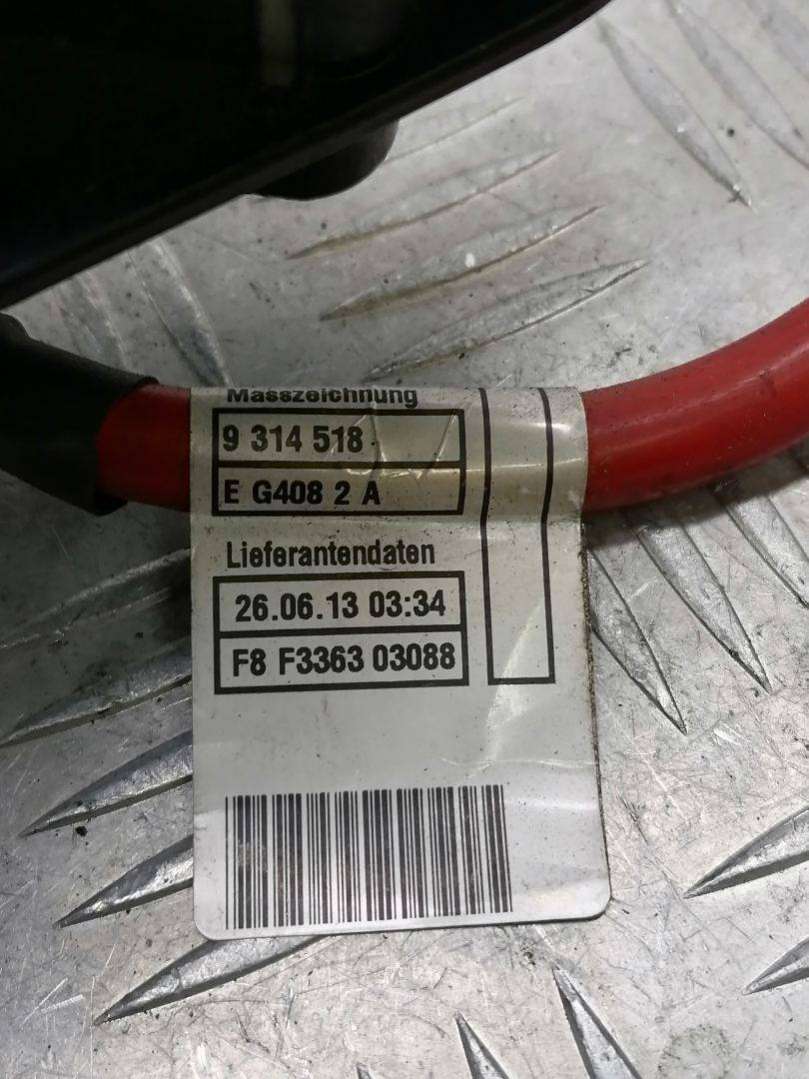 Masszeichnung
9 314 518
E G408 2 A
Lieferantendaten
26.06.13 03:34
F8 F3363 03088